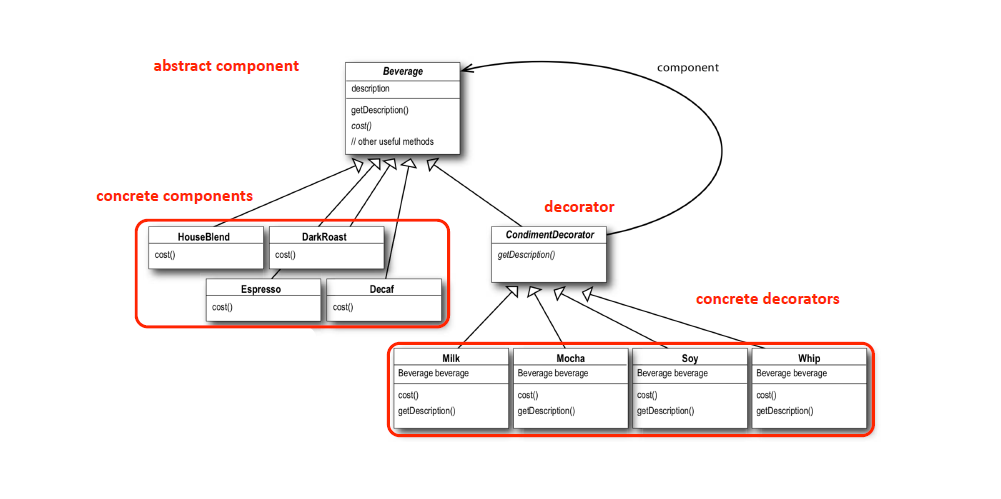 abstract component
Beverage
description
getDescription()
cost()
// other useful methods
component
concrete components
HouseBlend
cost()
DarkRoast
cost()
Espresso
cost()
Decaf
cost()
decorator
CondimentDecorator
getDescription()
concrete decorators
Milk
Beverage beverage
cost()
getDescription()
Mocha
Beverage beverage
cost()
getDescription()
Soy
Beverage beverage
cost()
getDescription()
Whip
Beverage beverage
cost()
getDescription()